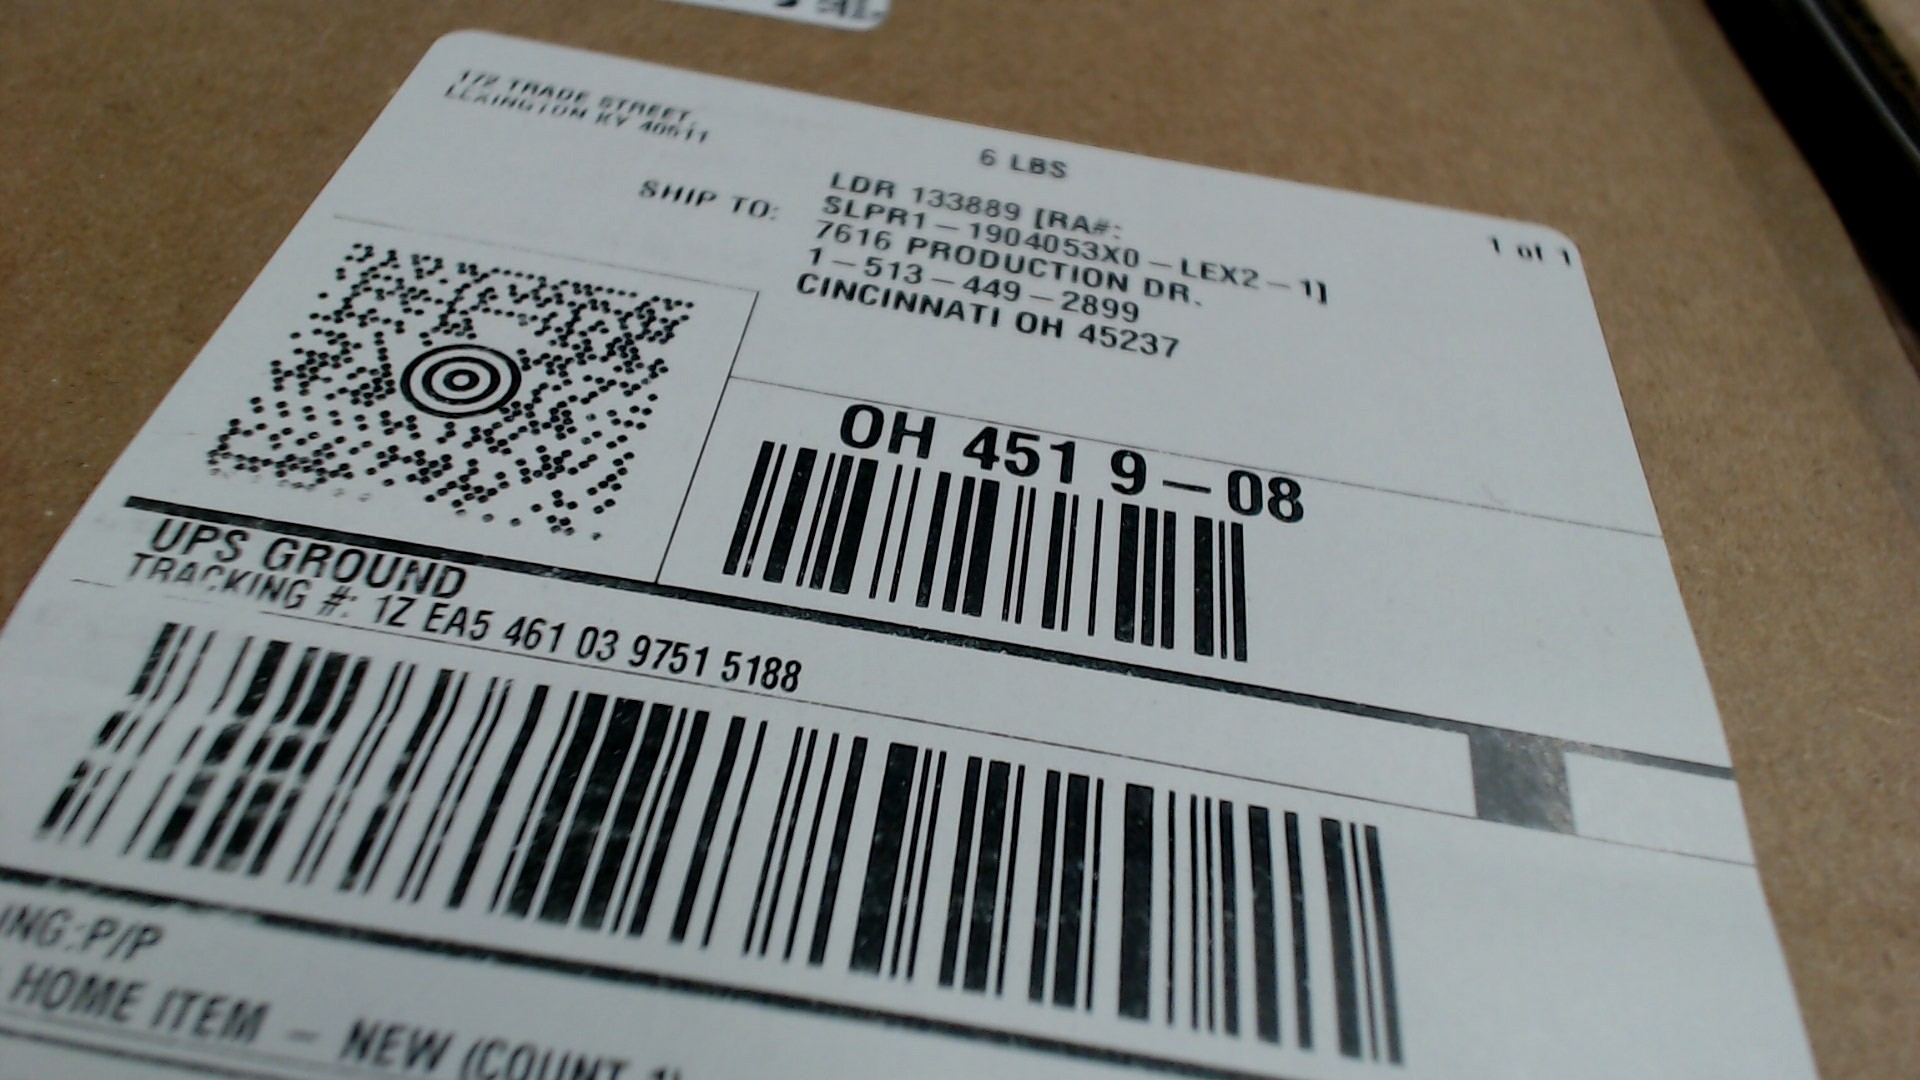 172 TRADE STREET
LEXINGTON KY 40511
6 LBS
1 of 1
SHIP TO:
LDR 133889 [RA#:
SLPR1-1904053X0-LEX2-1]
7616 PRODUCTION DR.
1-513-449-2899
CINCINNATI OH 45237
OH 451 9-08
UPS GROUND
TRACKING #: 1Z EA5 461 03 9751 5188
ING:P/P
HOME ITEM - NEW (COUNT 1)